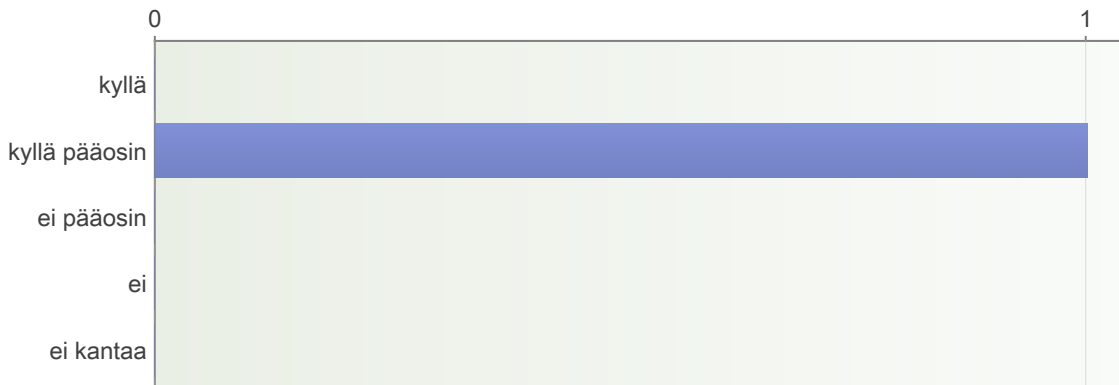 0 1
kyllä
kyllä pääosin
ei pääosin
ei
ei kantaa